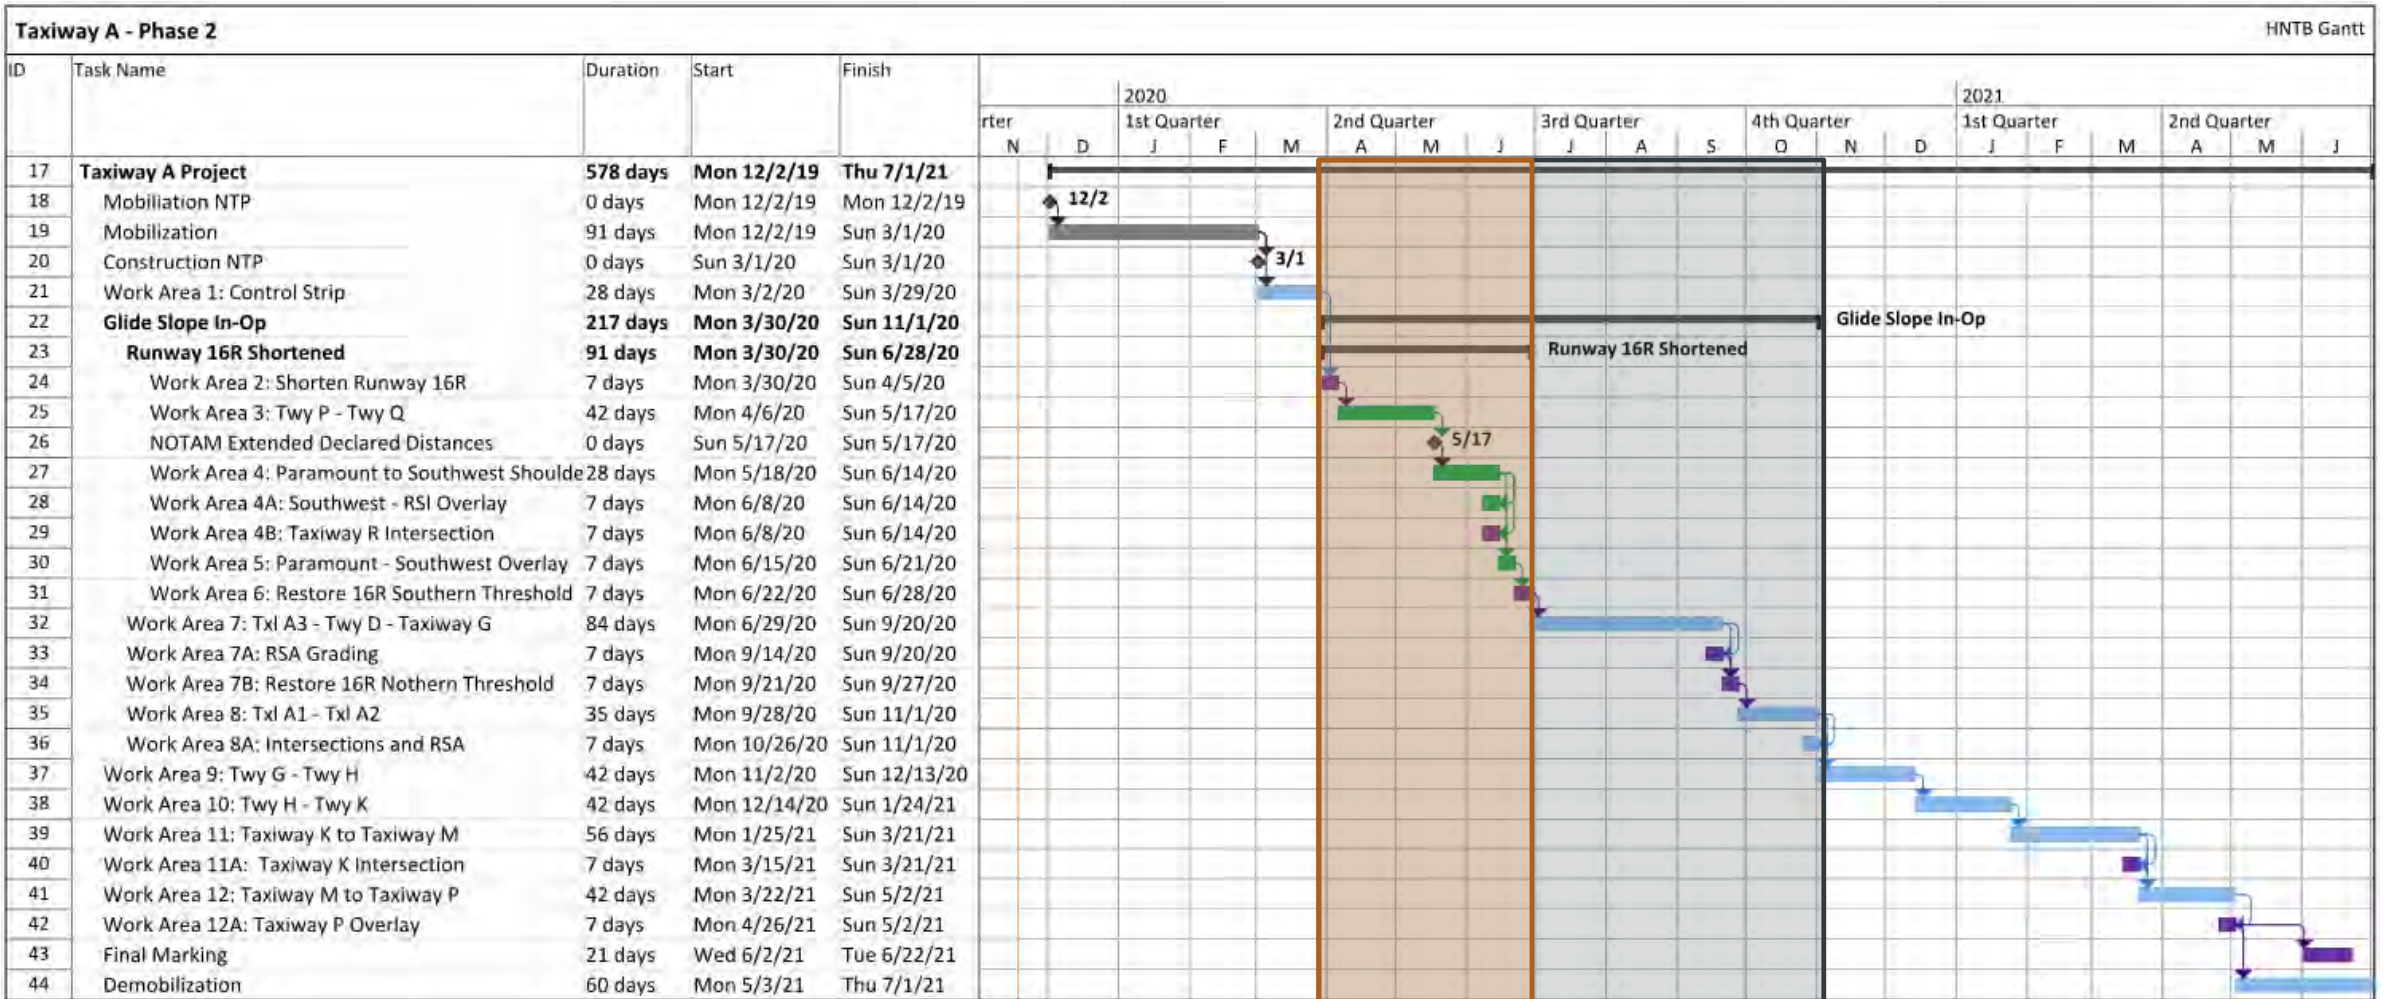 Taxiway A - Phase 2 HNTB Gantt
ID Task Name Duration Start Finish
2020 2021
rter 1st Quarter 2nd Quarter 3rd Quarter 4th Quarter 1st Quarter 2nd Quarter
N D J F M A M J J A S O N D J F M A M J
17 Taxiway A Project 578 days Mon 12/2/19 Thu 7/1/21
18 Mobiliation NTP 0 days Mon 12/2/19 Mon 12/2/19 12/2
19 Mobilization 91 days Mon 12/2/19 Sun 3/1/20
20 Construction NTP 0 days Sun 3/1/20 Sun 3/1/20 3/1
21 Work Area 1: Control Strip 28 days Mon 3/2/20 Sun 3/29/20
22 Glide Slope In-Op 217 days Mon 3/30/20 Sun 11/1/20 Glide Slope In-Op
23 Runway 16R Shortened 91 days Mon 3/30/20 Sun 6/28/20 Runway 16R Shortened
24 Work Area 2: Shorten Runway 16R 7 days Mon 3/30/20 Sun 4/5/20
25 Work Area 3: Twy P - Twy Q 42 days Mon 4/6/20 Sun 5/17/20
26 NOTAM Extended Declared Distances 0 days Sun 5/17/20 Sun 5/17/20 5/17
27 Work Area 4: Paramount to Southwest Shoulde 28 days Mon 5/18/20 Sun 6/14/20
28 Work Area 4A: Southwest - RSI Overlay 7 days Mon 6/8/20 Sun 6/14/20
29 Work Area 4B: Taxiway R Intersection 7 days Mon 6/8/20 Sun 6/14/20
30 Work Area 5: Paramount - Southwest Overlay 7 days Mon 6/15/20 Sun 6/21/20
31 Work Area 6: Restore 16R Southern Threshold 7 days Mon 6/22/20 Sun 6/28/20
32 Work Area 7: Txl A3 - Twy D - Taxiway G 84 days Mon 6/29/20 Sun 9/20/20
33 Work Area 7A: RSA Grading 7 days Mon 9/14/20 Sun 9/20/20
34 Work Area 7B: Restore 16R Nothern Threshold 7 days Mon 9/21/20 Sun 9/27/20
35 Work Area 8: Txl A1 - Txl A2 35 days Mon 9/28/20 Sun 11/1/20
36 Work Area 8A: Intersections and RSA 7 days Mon 10/26/20 Sun 11/1/20
37 Work Area 9: Twy G - Twy H 42 days Mon 11/2/20 Sun 12/13/20
38 Work Area 10: Twy H - Twy K 42 days Mon 12/14/20 Sun 1/24/21
39 Work Area 11: Taxiway K to Taxiway M 56 days Mon 1/25/21 Sun 3/21/21
40 Work Area 11A: Taxiway K Intersection 7 days Mon 3/15/21 Sun 3/21/21
41 Work Area 12: Taxiway M to Taxiway P 42 days Mon 3/22/21 Sun 5/2/21
42 Work Area 12A: Taxiway P Overlay 7 days Mon 4/26/21 Sun 5/2/21
43 Final Marking 21 days Wed 6/2/21 Tue 6/22/21
44 Demobilization 60 days Mon 5/3/21 Thu 7/1/21